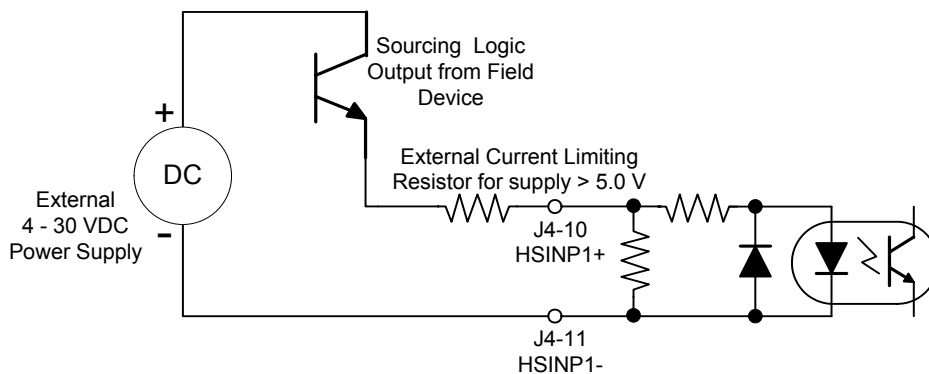 Sourcing Logic
Output from Field
Device
+
DC
-
External
4 - 30 VDC
Power Supply
External Current Limiting
Resistor for supply > 5.0 V
J4-10
HSINP1+
J4-11
HSINP1-